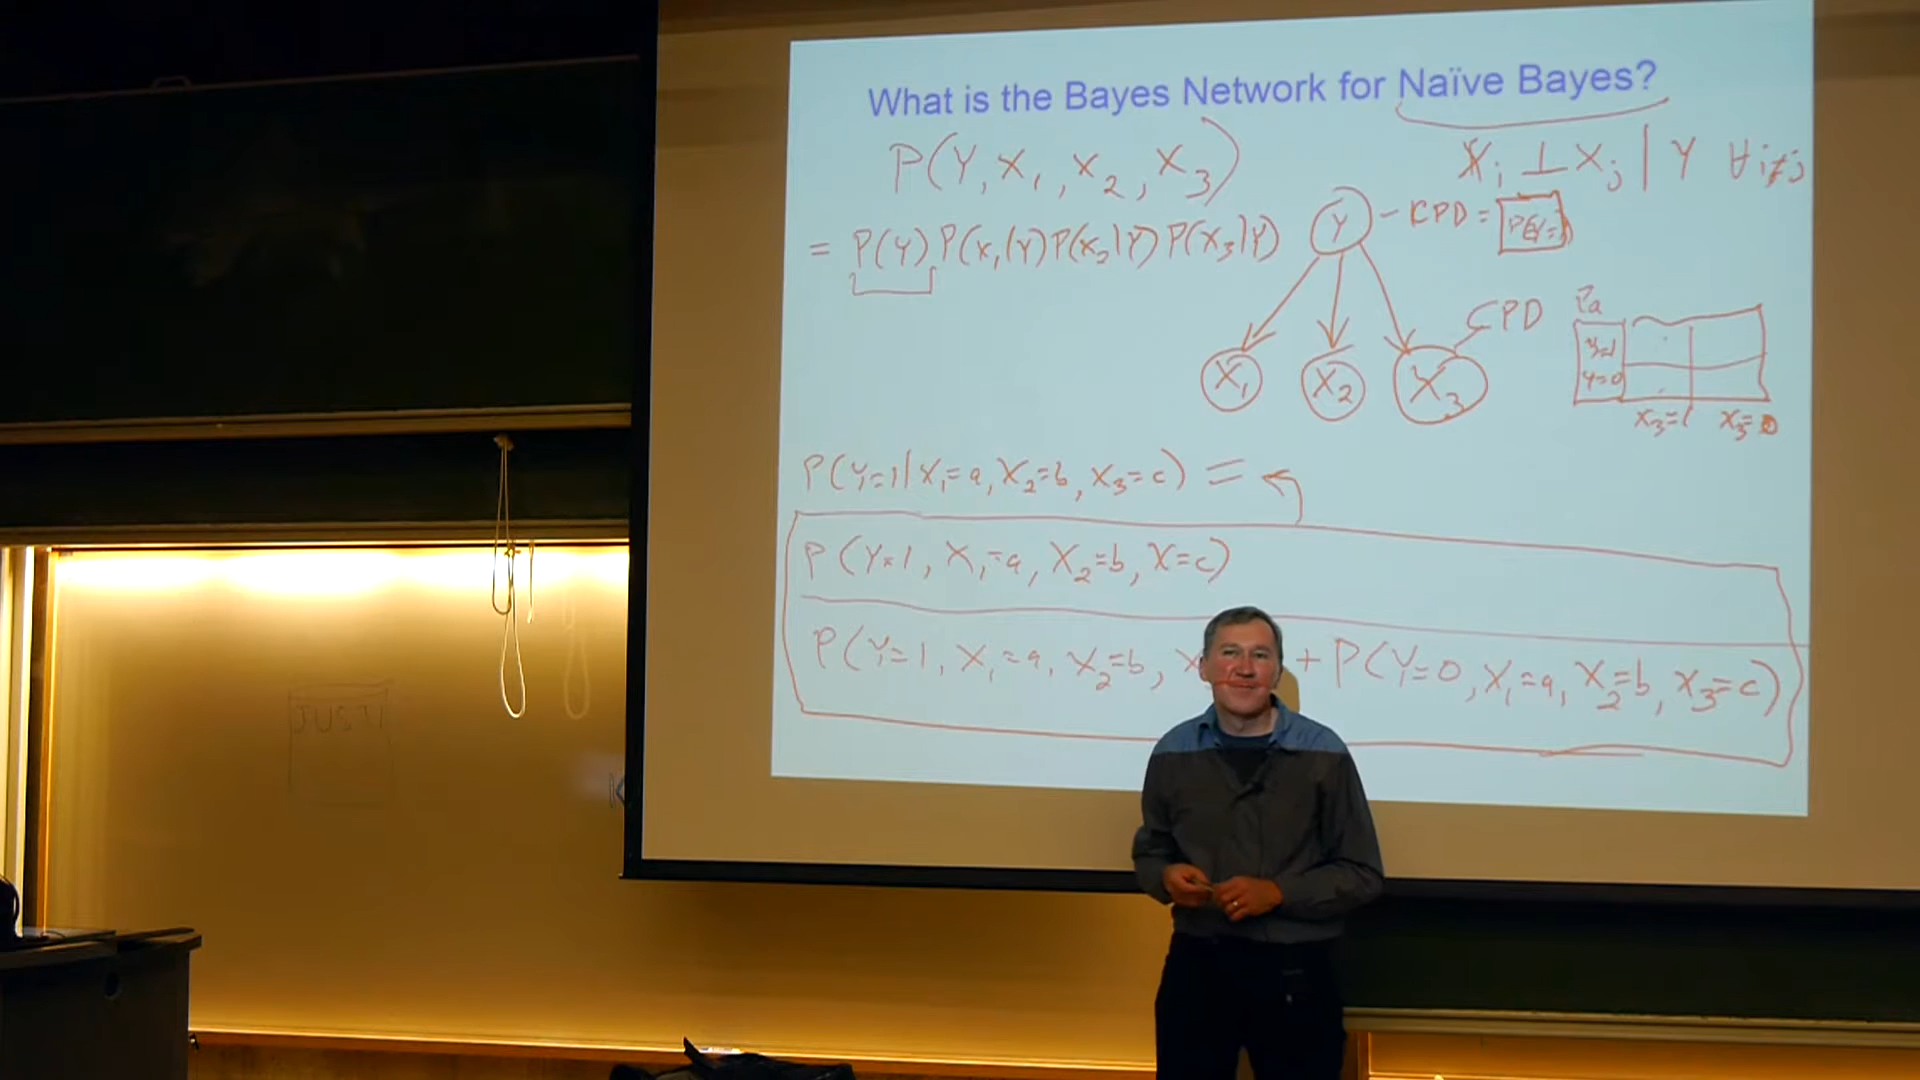 What is the Bayes Network for Naïve Bayes?
P(Y, X₁, X₂, X₃)
Xᵢ ⊥ Xⱼ | Y ∀i≠j
= P(Y) P(X₁|Y) P(X₂|Y) P(X₃|Y)
Y – CPD =
CPD
Pa
Y=1
Y=0
X₁ X₂ X₃
X₃=1 X₃=0
P(Y=1|X₁=a, X₂=b, X₃=c) =
P(Y=1, X₁=a, X₂=b, X=c)
P(Y=1, X₁=a, X₂=b, X + P(Y=0, X₁=a, X₂=b, X₃=c)
JUST
K